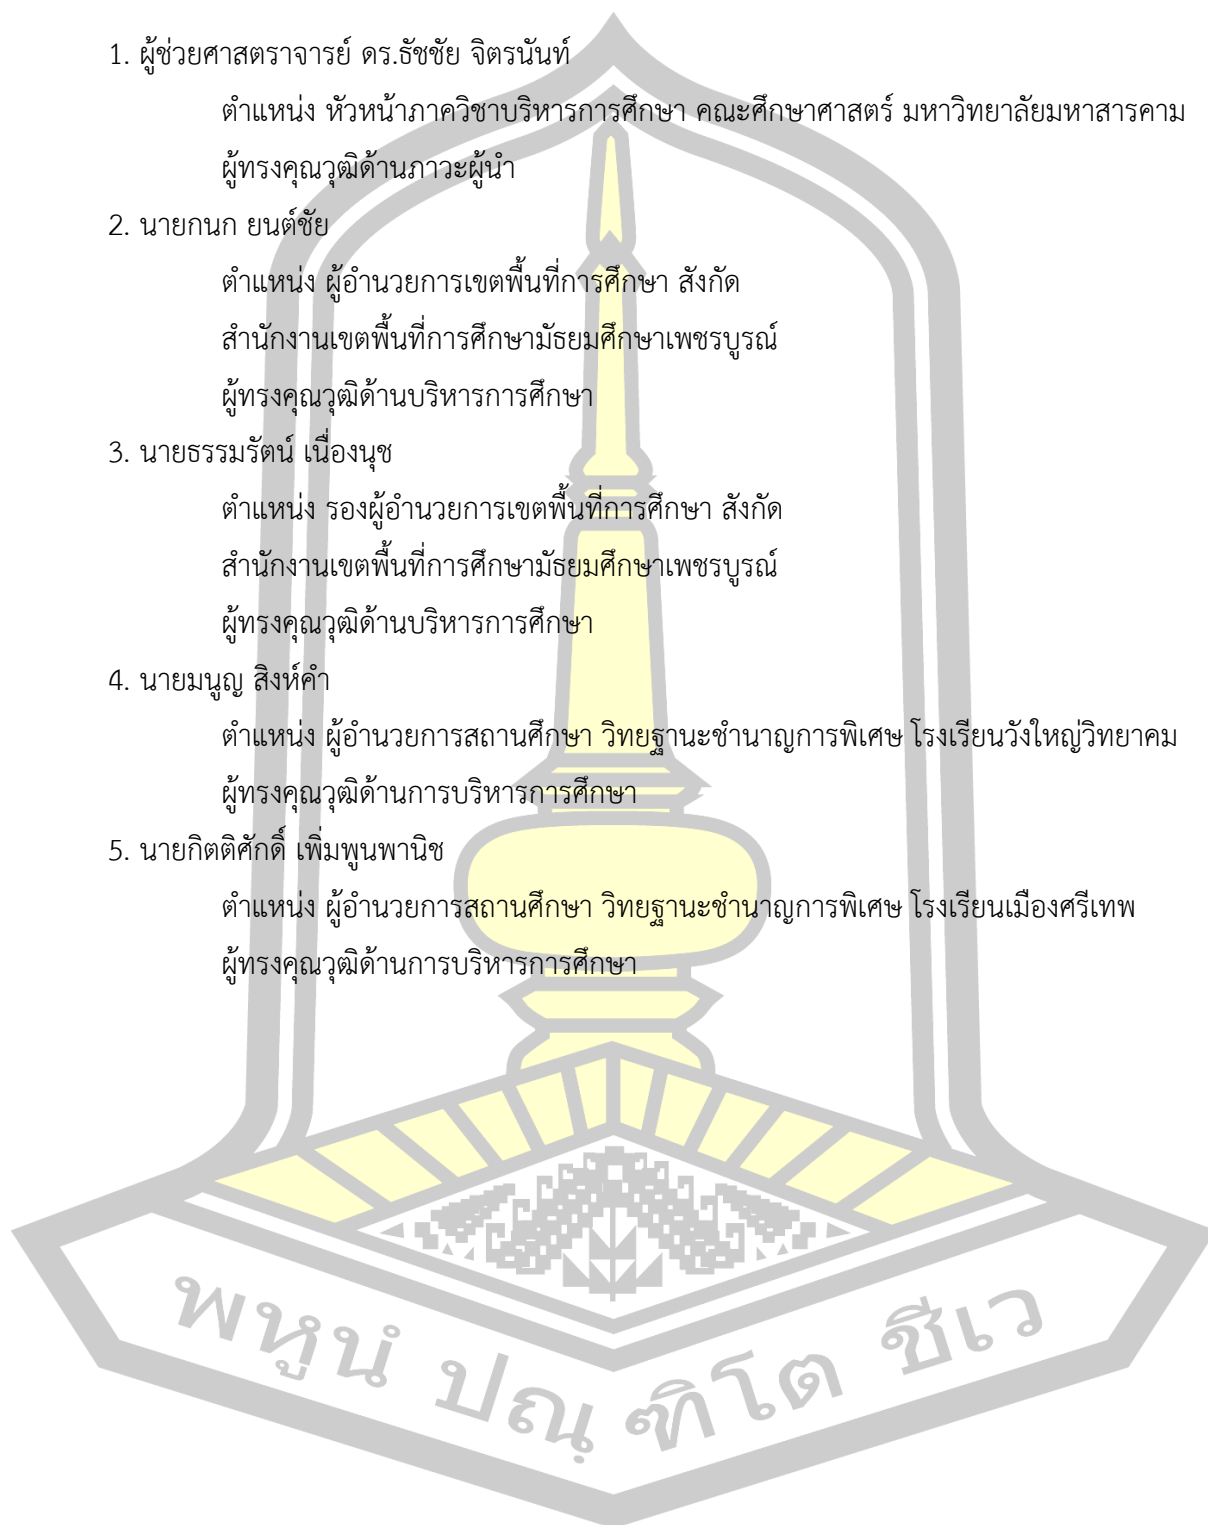 1. ผู้ช่วยศาสตราจารย์ ดร.ธัชชัย จิตรนันท์
ตำแหน่ง หัวหน้าภาควิชาบริหารการศึกษา คณะศึกษาศาสตร์ มหาวิทยาลัยมหาสารคาม
ผู้ทรงคุณวุฒิด้านภาวะผู้นำ
2. นายกนก ยนต์ชัย
ตำแหน่ง ผู้อำนวยการเขตพื้นที่การศึกษา สังกัด
สำนักงานเขตพื้นที่การศึกษามัธยมศึกษาเพชรบูรณ์
ผู้ทรงคุณวุฒิด้านบริหารการศึกษา
3. นายธรรมรัตน์ เนื่องนุช
ตำแหน่ง รองผู้อำนวยการเขตพื้นที่การศึกษา สังกัด
สำนักงานเขตพื้นที่การศึกษามัธยมศึกษาเพชรบูรณ์
ผู้ทรงคุณวุฒิด้านบริหารการศึกษา
4. นายมนูญ สิงห์คำ
ตำแหน่ง ผู้อำนวยการสถานศึกษา วิทยฐานะชำนาญการพิเศษ โรงเรียนวังใหญ่วิทยาคม
ผู้ทรงคุณวุฒิด้านการบริหารการศึกษา
5. นายกิตติศักดิ์ เพิ่มพูนพานิช
ตำแหน่ง ผู้อำนวยการสถานศึกษา วิทยฐานะชำนาญการพิเศษ โรงเรียนเมืองศรีเทพ
ผู้ทรงคุณวุฒิด้านการบริหารการศึกษา
พหูนํ ปณฺฑิโต ชีเว